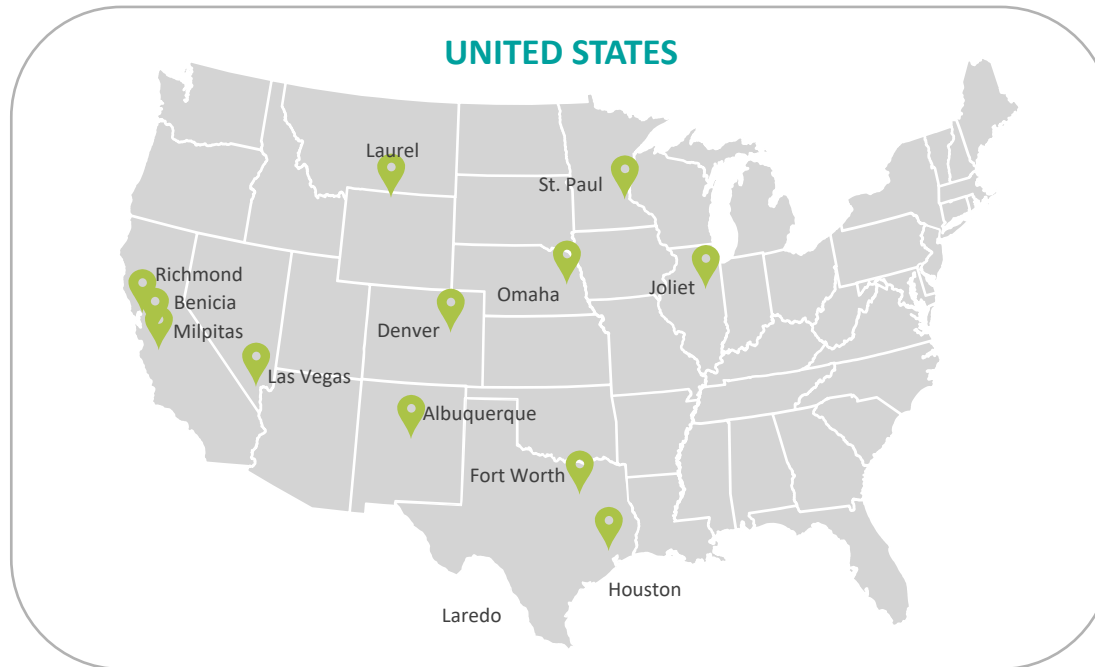 UNITED STATES
Laurel
St. Paul
Richmond
Benicia
Milpitas
Omaha
Joliet
Denver
Las Vegas
Albuquerque
Fort Worth
Houston
Laredo